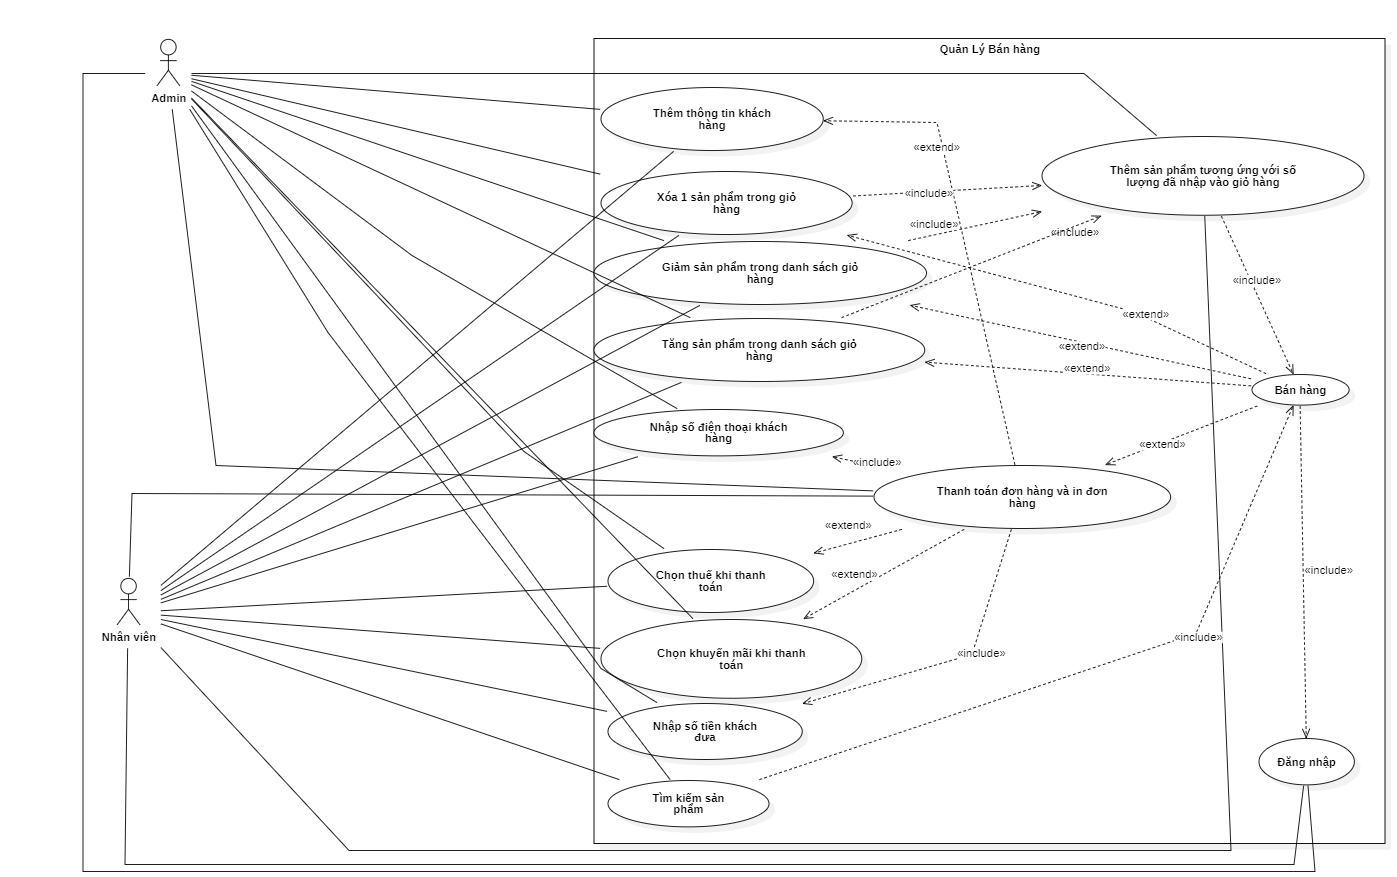 Quản Lý Bán hàng
Admin
Thêm thông tin khách
hàng
«extend»
Thêm sản phẩm tương ứng với số
lượng đã nhập vào giỏ hàng
Xóa 1 sản phẩm trong giỏ
hàng
«include»
«include»
«include»
Giảm sản phẩm trong danh sách giỏ
hàng
«include»
«extend»
Tăng sản phẩm trong danh sách giỏ
hàng
«extend»
«extend»
Bán hàng
Nhập số điện thoại khách
hàng
«extend»
«include»
Thanh toán đơn hàng và in đơn
hàng
«extend»
Chọn thuế khi thanh
toán
«extend»
«include»
Nhân viên
«include»
Chọn khuyến mãi khi thanh
toán
«include»
Nhập số tiền khách
đưa
Đăng nhập
Tìm kiếm sản
phẩm